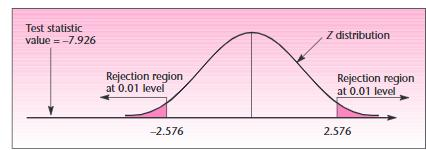 Test statistic
value = –7.926
Z distribution
Rejection region
at 0.01 level
Rejection region
at 0.01 level
–2.576
2.576